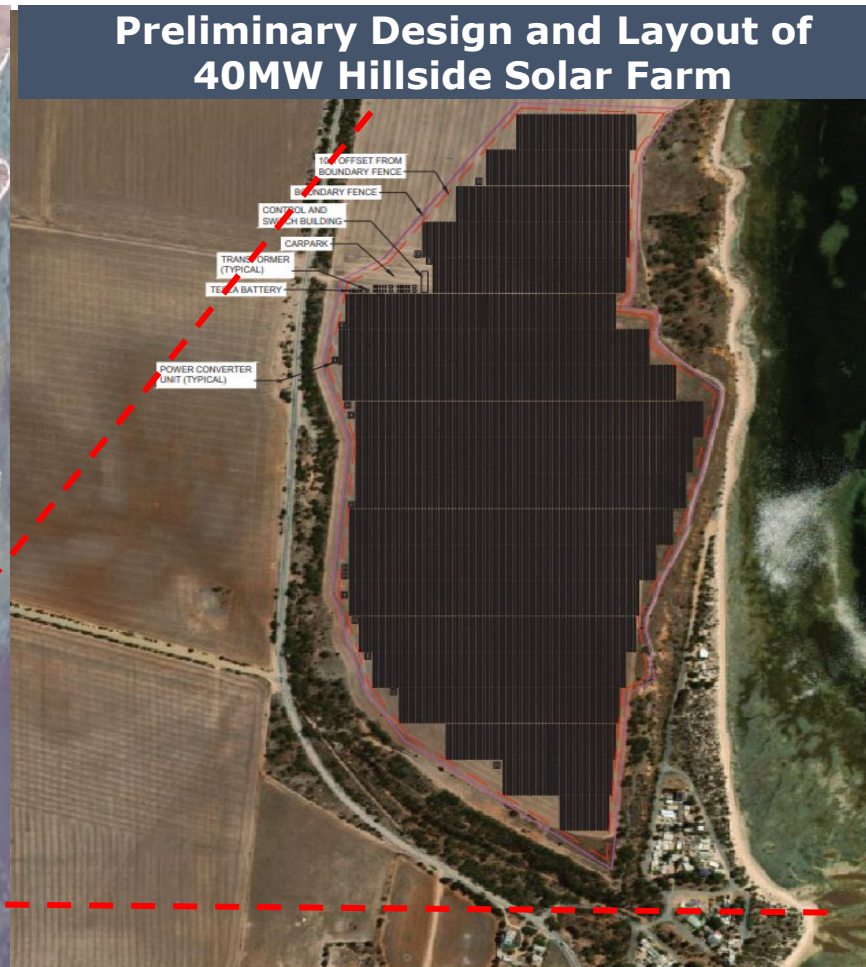 Preliminary Design and Layout of
40MW Hillside Solar Farm
OFFSET FROM
BOUNDARY FENCE
BOUNDARY FENCE
CONTROL AND
SWITCH BUILDING
CARPARK
TRANSFORMER
(TYPICAL)
TESLA BATTERY
POWER CONVERTER
UNIT (TYPICAL)